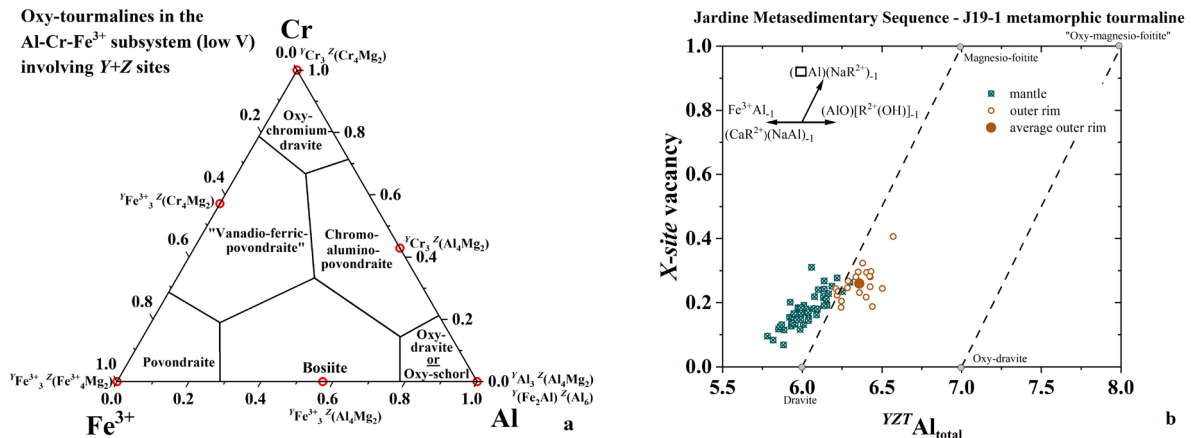 Oxy-tourmalines in the
Al-Cr-Fe³⁺ subsystem (low V)
involving Y+Z sites
Cr
0.0
ʸCr₃ ᶻ(Cr₄Mg₂)
1.0
0.2
Oxy-
chromium
dravite
0.8
0.4
ʸFe³⁺₃ ᶻ(Cr₄Mg₂)
0.6
0.6
"Vanadio-ferric-
povondraite"
Chromo-
alumino-
povondraite
ʸCr₃ ᶻ(Al₄Mg₂)
0.4
0.8
0.2
Povondraite
Bosiite
Oxy-
dravite
or
Oxy-schorl
1.0
ʸFe³⁺₃ ᶻ(Fe³⁺₄Mg₂)
0.0
ʸAl₃ ᶻ(Al₄Mg₂)
ʸ(Fe₂Al) ᶻ(Al₆)
0.0
0.2
0.4
0.6
0.8
1.0
ʸFe³⁺₃ ᶻ(Al₄Mg₂)
Fe³⁺
Al
a
Jardine Metasedimentary Sequence - J19-1 metamorphic tourmaline
"Oxy-magnesio-foitite"
1.0
Magnesio-foitite
(□Al)(NaR²⁺)₋₁
Fe³⁺Al₋₁
(AlO)[R²⁺(OH)]₋₁
(CaR²⁺)(NaAl)₋₁
mantle
outer rim
average outer rim
0.8
0.6
0.4
0.2
0.0
X-site vacancy
Dravite
Oxy-dravite
5.5
6.0
6.5
7.0
7.5
8.0
YZTAl total
b